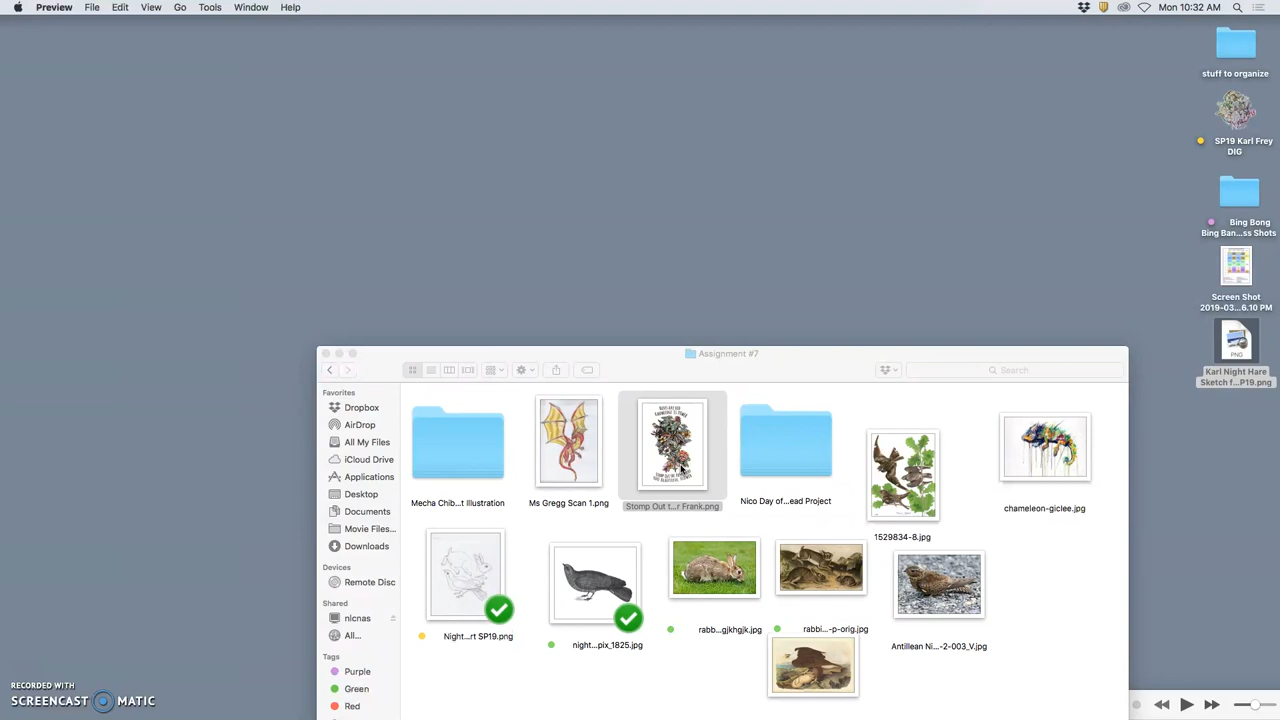 Preview File Edit View Go Tools Window Help
Mon 10:32 AM
stuff to organize
SP19 Karl Frey
DIG
Bing Bong
Bing Ban...ss Shots
Screen Shot
2019-03...6.10 PM
PNG
Karl Night Hare
Sketch f...P19.png
Assignment #7
Search
Favorites
Dropbox
AirDrop
All My Files
iCloud Drive
Applications
Desktop
Documents
Movie Files...
Downloads
Devices
Remote Disc
Shared
nlcnas
All...
Tags
Purple
Green
Red
Mecha Chib...t Illustration
Ms Gregg Scan 1.png
Stomp Out t...r Frank.png
Nico Day of...ead Project
1529834-8.jpg
chameleon-giclee.jpg
Night...rt SP19.png
night...pix_1825.jpg
rabb...gjkhgjk.jpg
rabbi...-p-orig.jpg
Antillean Ni...-2-003_V.jpg
RECORDED WITH
SCREENCAST MATIC